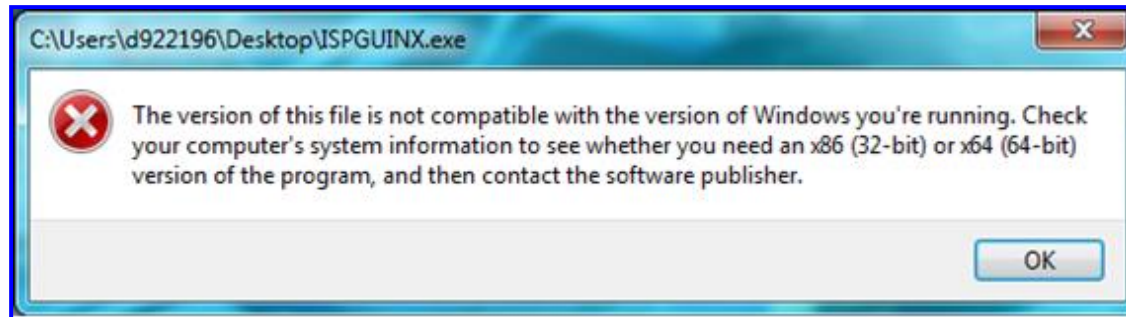 C:\Users\d922196\Desktop\ISPGUINX.exe
The version of this file is not compatible with the version of Windows you're running. Check
your computer's system information to see whether you need an x86 (32-bit) or x64 (64-bit)
version of the program, and then contact the software publisher.
OK